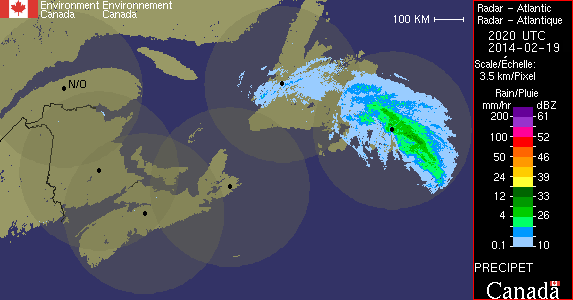 Environment Environnement
Canada Canada
100 KM
N/O
Radar - Atlantic
Radar - Atlantique
2020 UTC
2014-02-19
Scale/Échelle:
3.5 km/Pixel
Rain/Pluie
mm/hr dBZ
200 61
100 52
50 46
24 39
12 33
4 26
0.1 10
PRECIPET
Canada